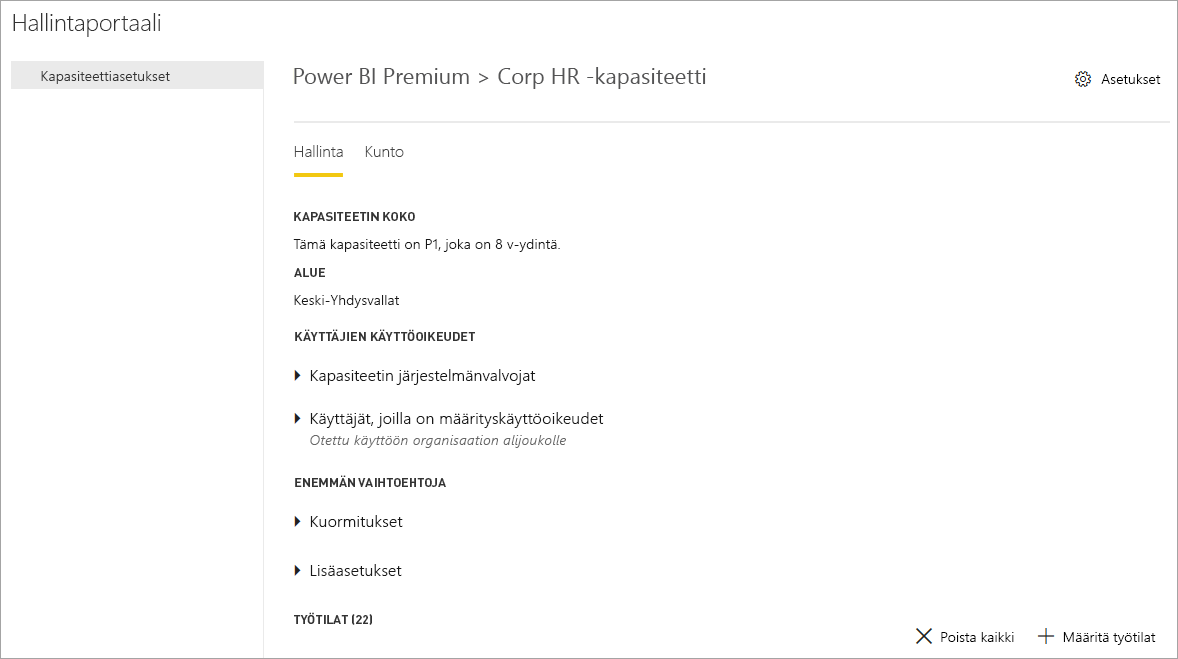 Hallintaportaali
Kapasiteettiasetukset
Power BI Premium > Corp HR -kapasiteetti
Asetukset
Hallinta
Kunto
KAPASITEETIN KOKO
Tämä kapasiteetti on P1, joka on 8 v-ydintä.
ALUE
Keski-Yhdysvallat
KÄYTTÄJIEN KÄYTTÖOIKEUDET
Kapasiteetin järjestelmänvalvojat
Käyttäjät, joilla on määrityskäyttöoikeudet
Otettu käyttöön organisaation alijoukolle
ENEMMÄN VAIHTOEHTOJA
Kuormitukset
Lisäasetukset
TYÖTILAT (22)
Poista kaikki
Määritä työtilat